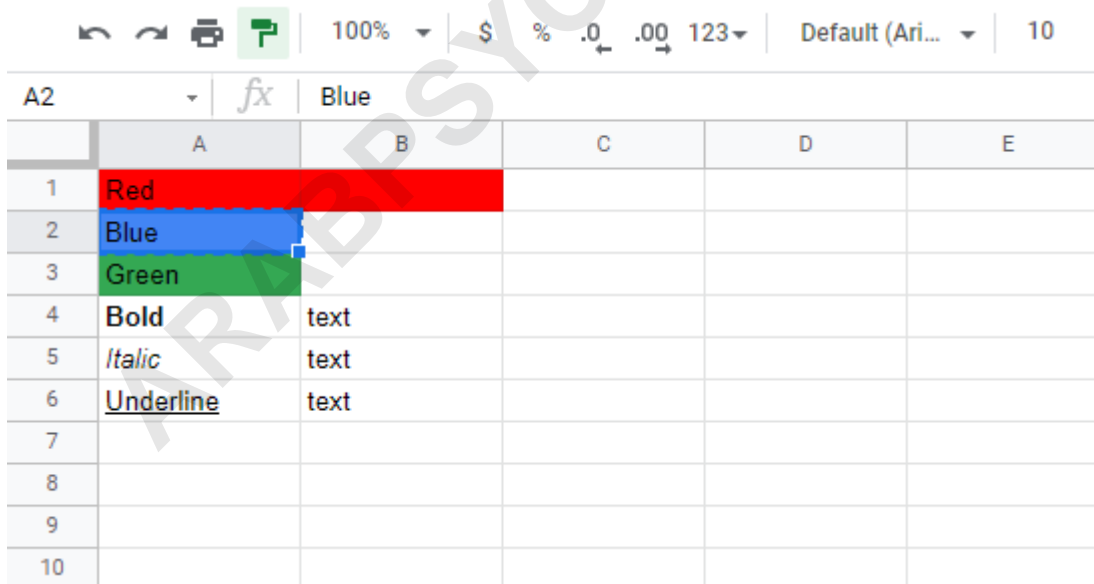 100% $ % .0 .00 123 Default (Ari... 10
A2 fx Blue
A B C D E
1 Red
2 Blue
3 Green
4 Bold text
5 Italic text
6 Underline text
7
8
9
10
ARABPSYC